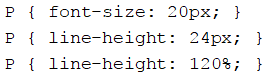 P { font-size: 20px; }
P { line-height: 24px; }
P { line-height: 120%; }